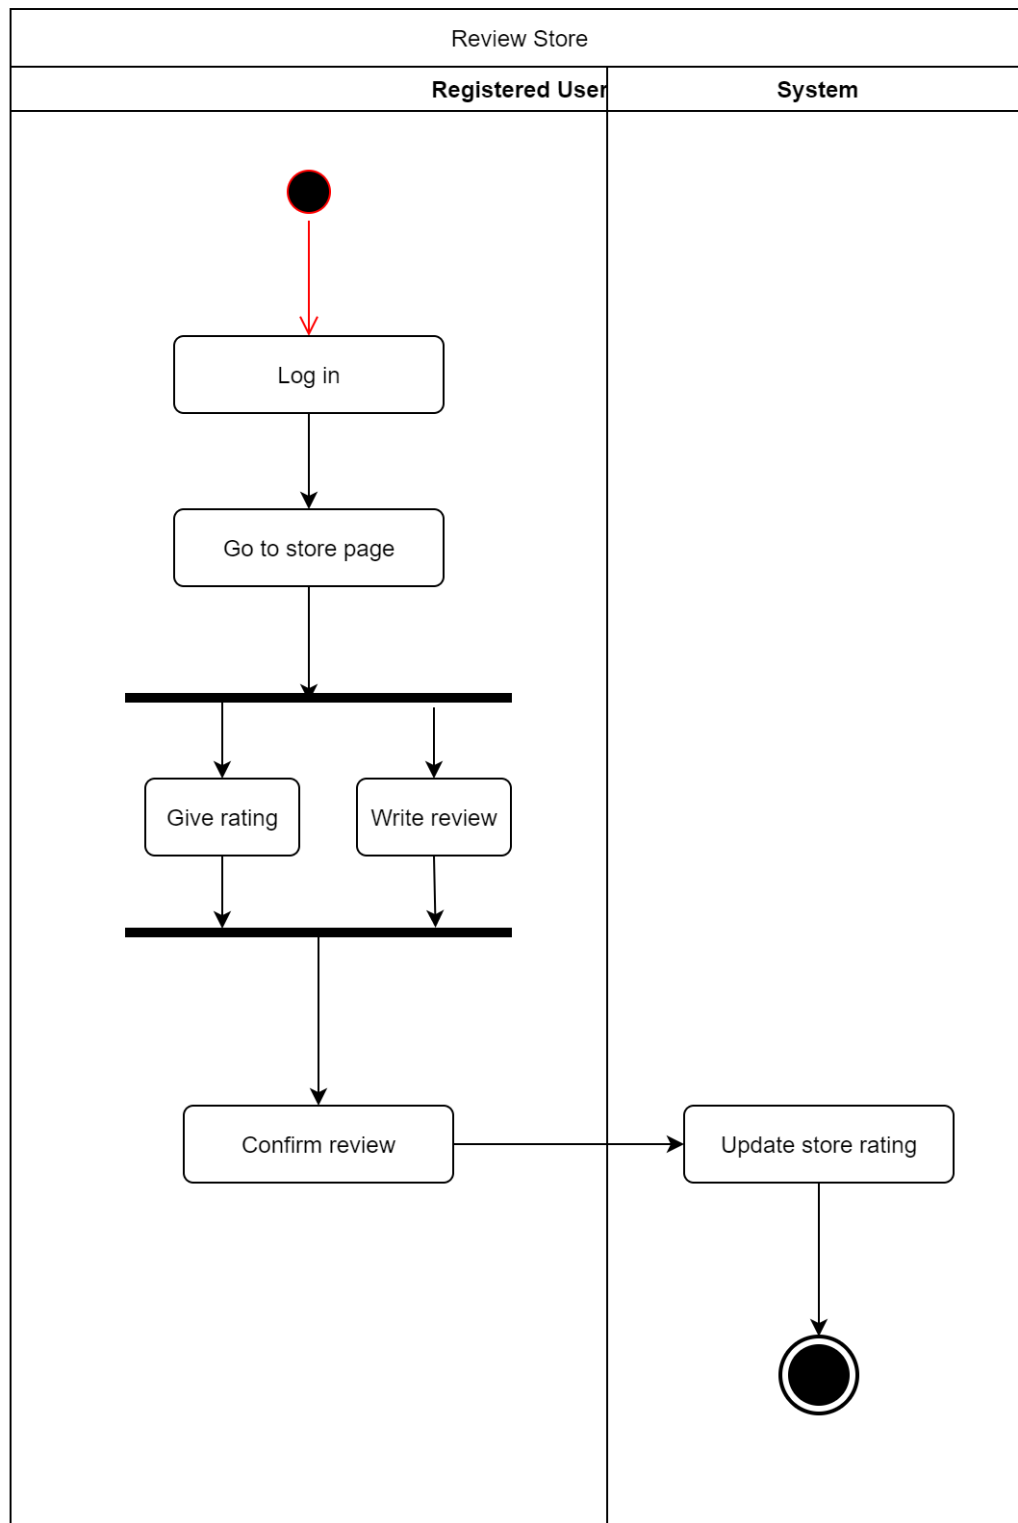 Review Store
Registered User
System
Log in
Go to store page
Give rating
Write review
Confirm review
Update store rating